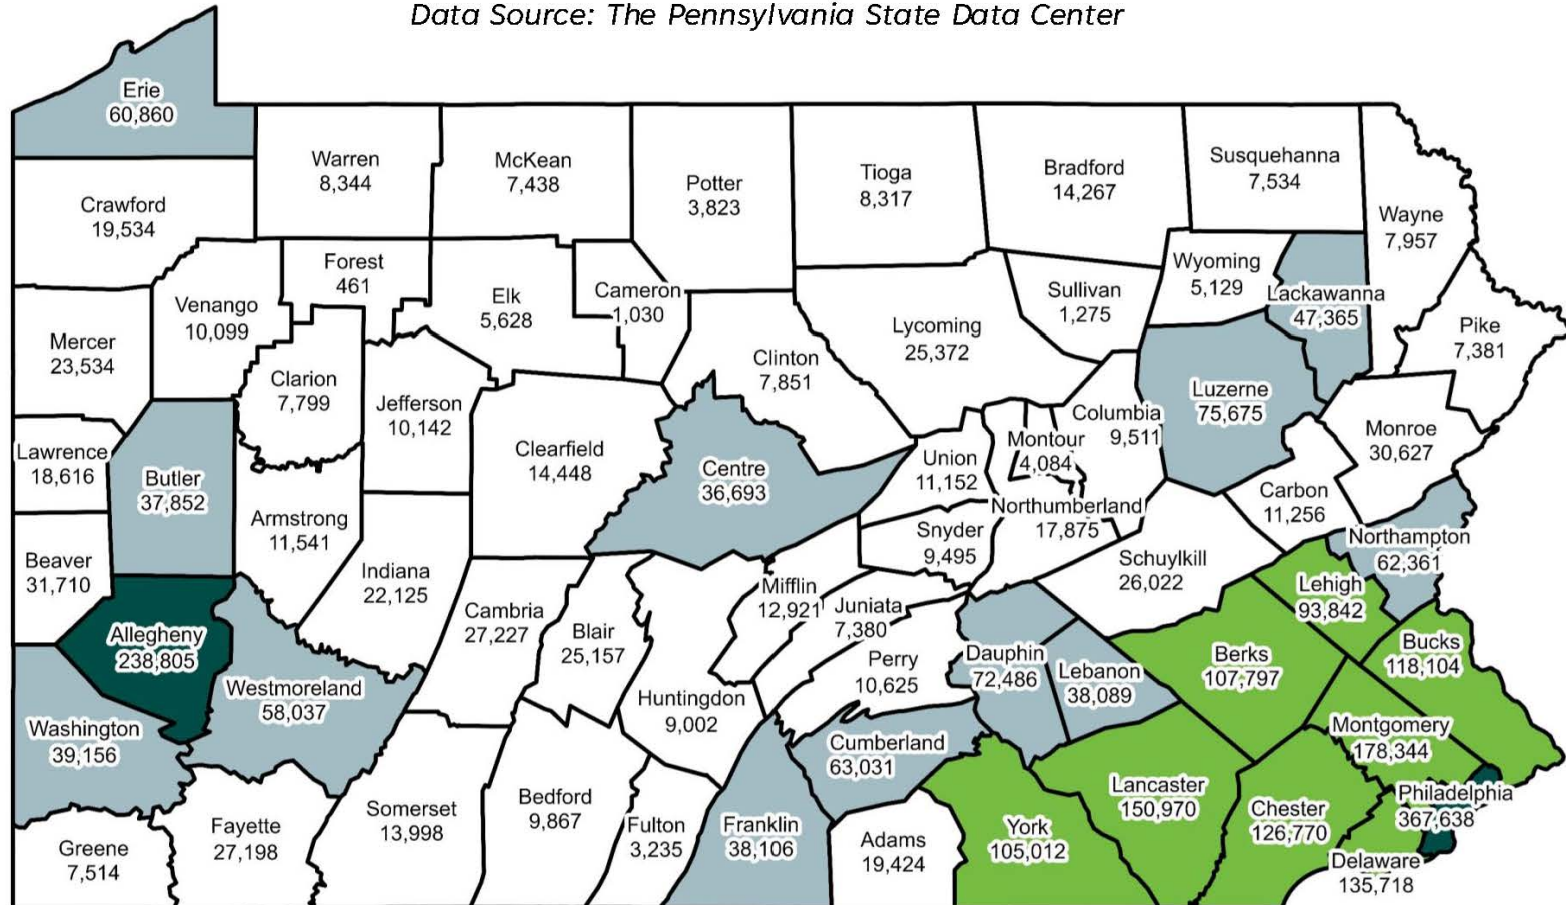 Data Source: The Pennsylvania State Data Center
Erie
60,860
Warren
8,344
McKean
7,438
Potter
3,823
Tioga
8,317
Bradford
14,267
Susquehanna
7,534
Wayne
7,957
Crawford
19,534
Forest
461
Venango
10,099
Elk
5,628
Cameron
1,030
Sullivan
1,275
Wyoming
5,129
Lackawanna
47,365
Mercer
23,534
Clarion
7,799
Jefferson
10,142
Clinton
7,851
Lycoming
25,372
Luzerne
75,675
Pike
7,381
Lawrence
18,616
Butler
37,852
Clearfield
14,448
Centre
36,693
Union
11,152
Montour
4,084
Columbia
9,511
Monroe
30,627
Carbon
11,256
Northampton
62,361
Beaver
31,710
Armstrong
11,541
Indiana
22,125
Snyder
9,495
Northumberland
17,875
Schuylkill
26,022
Lehigh
93,842
Allegheny
238,805
Cambria
27,227
Blair
25,157
Mifflin
12,921
Juniata
7,380
Perry
10,625
Dauphin
72,486
Lebanon
38,089
Berks
107,797
Bucks
118,104
Washington
39,156
Westmoreland
58,037
Huntingdon
9,002
Cumberland
63,031
Montgomery
178,344
Greene
7,514
Fayette
27,198
Somerset
13,998
Bedford
9,867
Fulton
3,235
Franklin
38,106
Adams
19,424
York
105,012
Lancaster
150,970
Chester
126,770
Philadelphia
367,638
Delaware
135,718